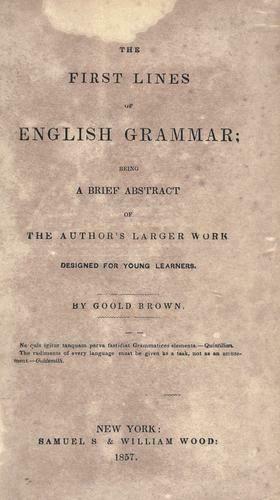 THE
FIRST LINES
OF
ENGLISH GRAMMAR;
BEING
A BRIEF ABSTRACT
OF
THE AUTHOR'S LARGER WORK
DESIGNED FOR YOUNG LEARNERS.
BY GOOLD BROWN.
Ne quis igitur tanquam parva fastidiat Grammatices elementa.—Quintilian.
The rudiments of every language must be given as a task, not as an amuse-
ment.—Goldsmith.
NEW YORK:
SAMUEL S & WILLIAM WOOD:
1857.